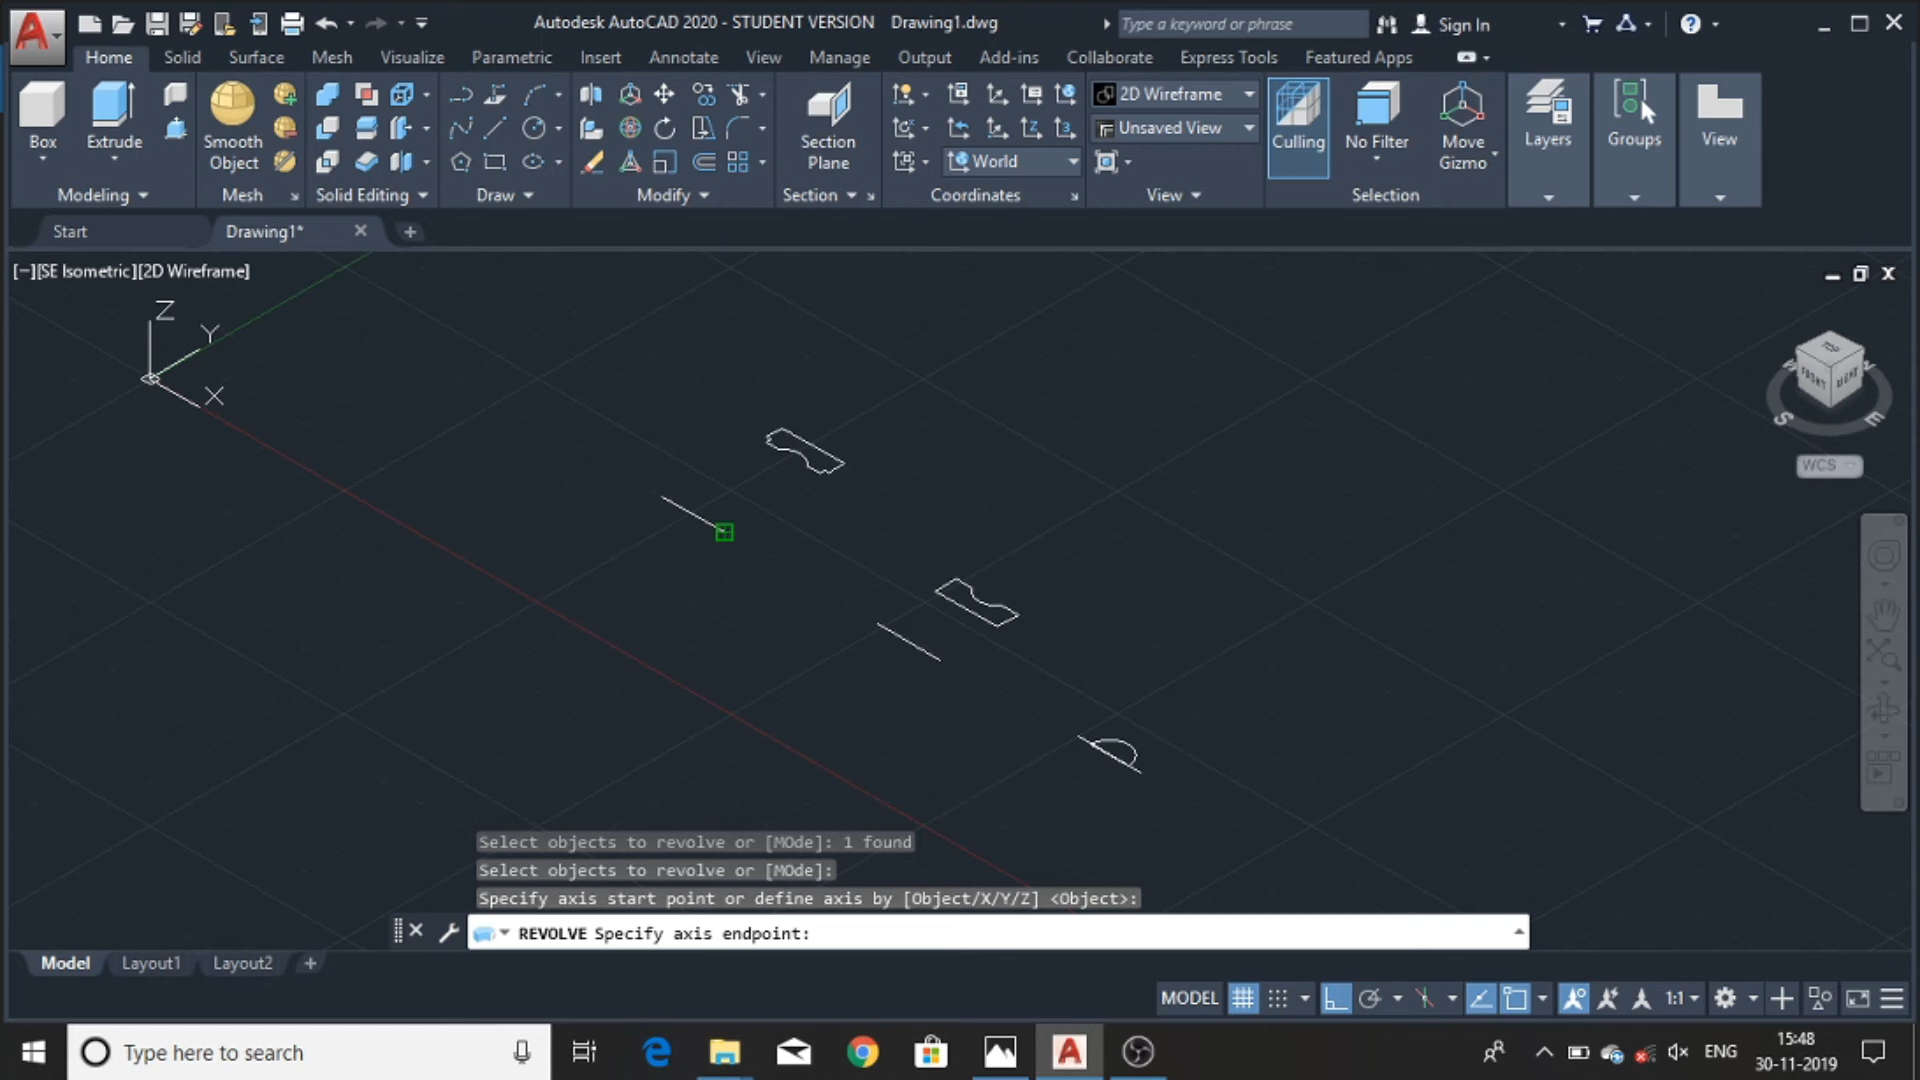 Autodesk AutoCAD 2020 - STUDENT VERSION Drawing1.dwg
Type a keyword or phrase
Sign In
Home Solid Surface Mesh Visualize Parametric Insert Annotate View Manage Output Add-ins Collaborate Express Tools Featured Apps
Box
Extrude
Smooth Object
Section Plane
2D Wireframe
Unsaved View
World
Culling
No Filter
Move Gizmo
Layers
Groups
View
Modeling Mesh Solid Editing Draw Modify Section Coordinates View Selection
Start
Drawing1*
[−][SE Isometric][2D Wireframe]
Z
Y
X
TOP
FRONT
S
E
WCS
Select objects to revolve or [MOde]: 1 found
Select objects to revolve or [MOde]:
Specify axis start point or define axis by [Object/X/Y/Z] <Object>:
REVOLVE Specify axis endpoint:
Model Layout1 Layout2
MODEL
1:1
Type here to search
ENG
15:48
30-11-2019